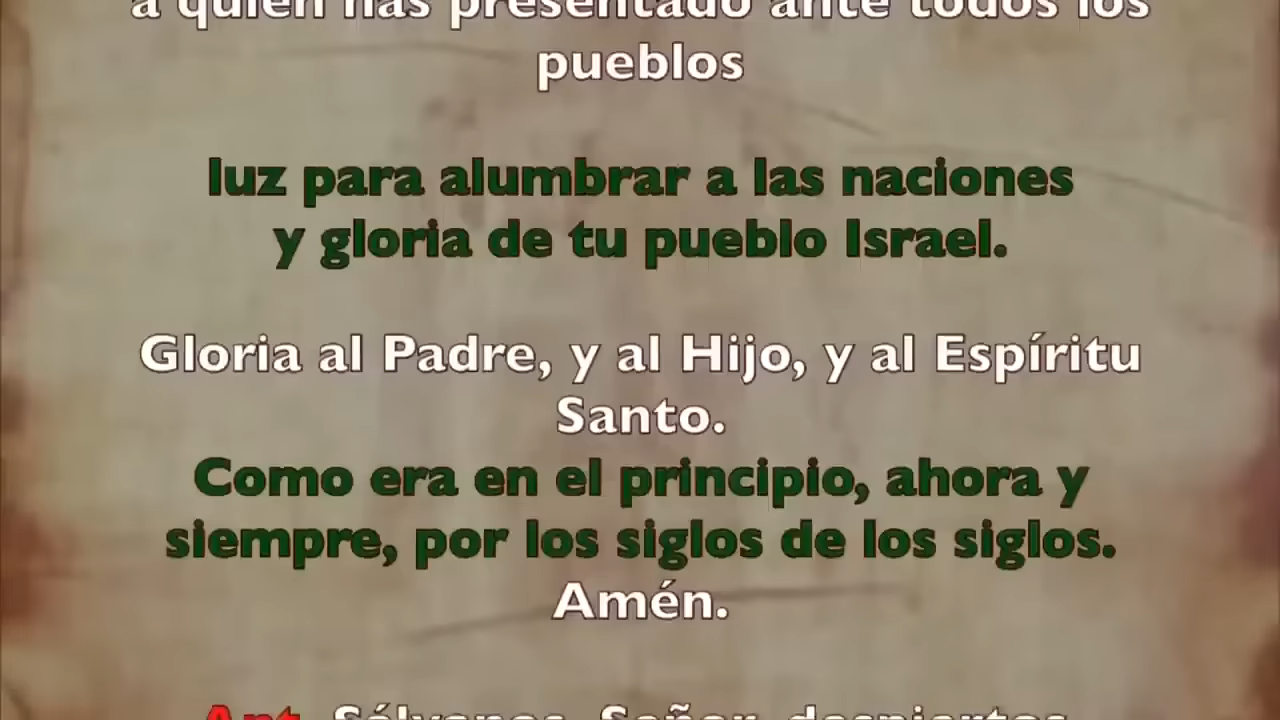 a quien has presentado ante todos los
pueblos
luz para alumbrar a las naciones
y gloria de tu pueblo Israel.
Gloria al Padre, y al Hijo, y al Espíritu
Santo.
Como era en el principio, ahora y
siempre, por los siglos de los siglos.
Amén.
Ant. Sálvanos, Señor, despiertos,